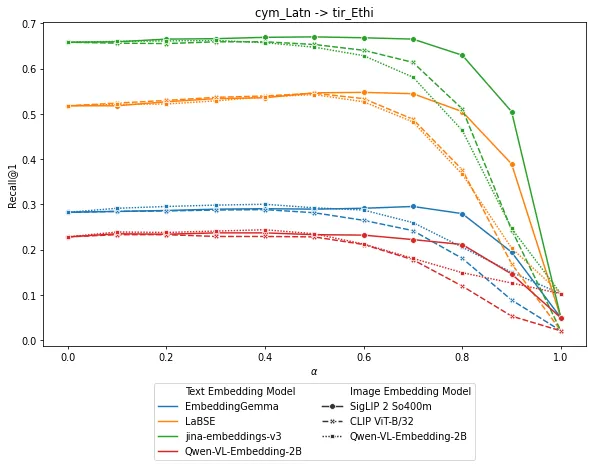 cym_Latn -> tir_Ethi
Recall@1
0.7
0.6
0.5
0.4
0.3
0.2
0.1
0.0
0.0 0.2 0.4 0.6 0.8 1.0
α
Text Embedding Model Image Embedding Model
EmbeddingGemma SigLIP 2 So400m
LaBSE CLIP ViT-B/32
jina-embeddings-v3 Qwen-VL-Embedding-2B
Qwen-VL-Embedding-2B